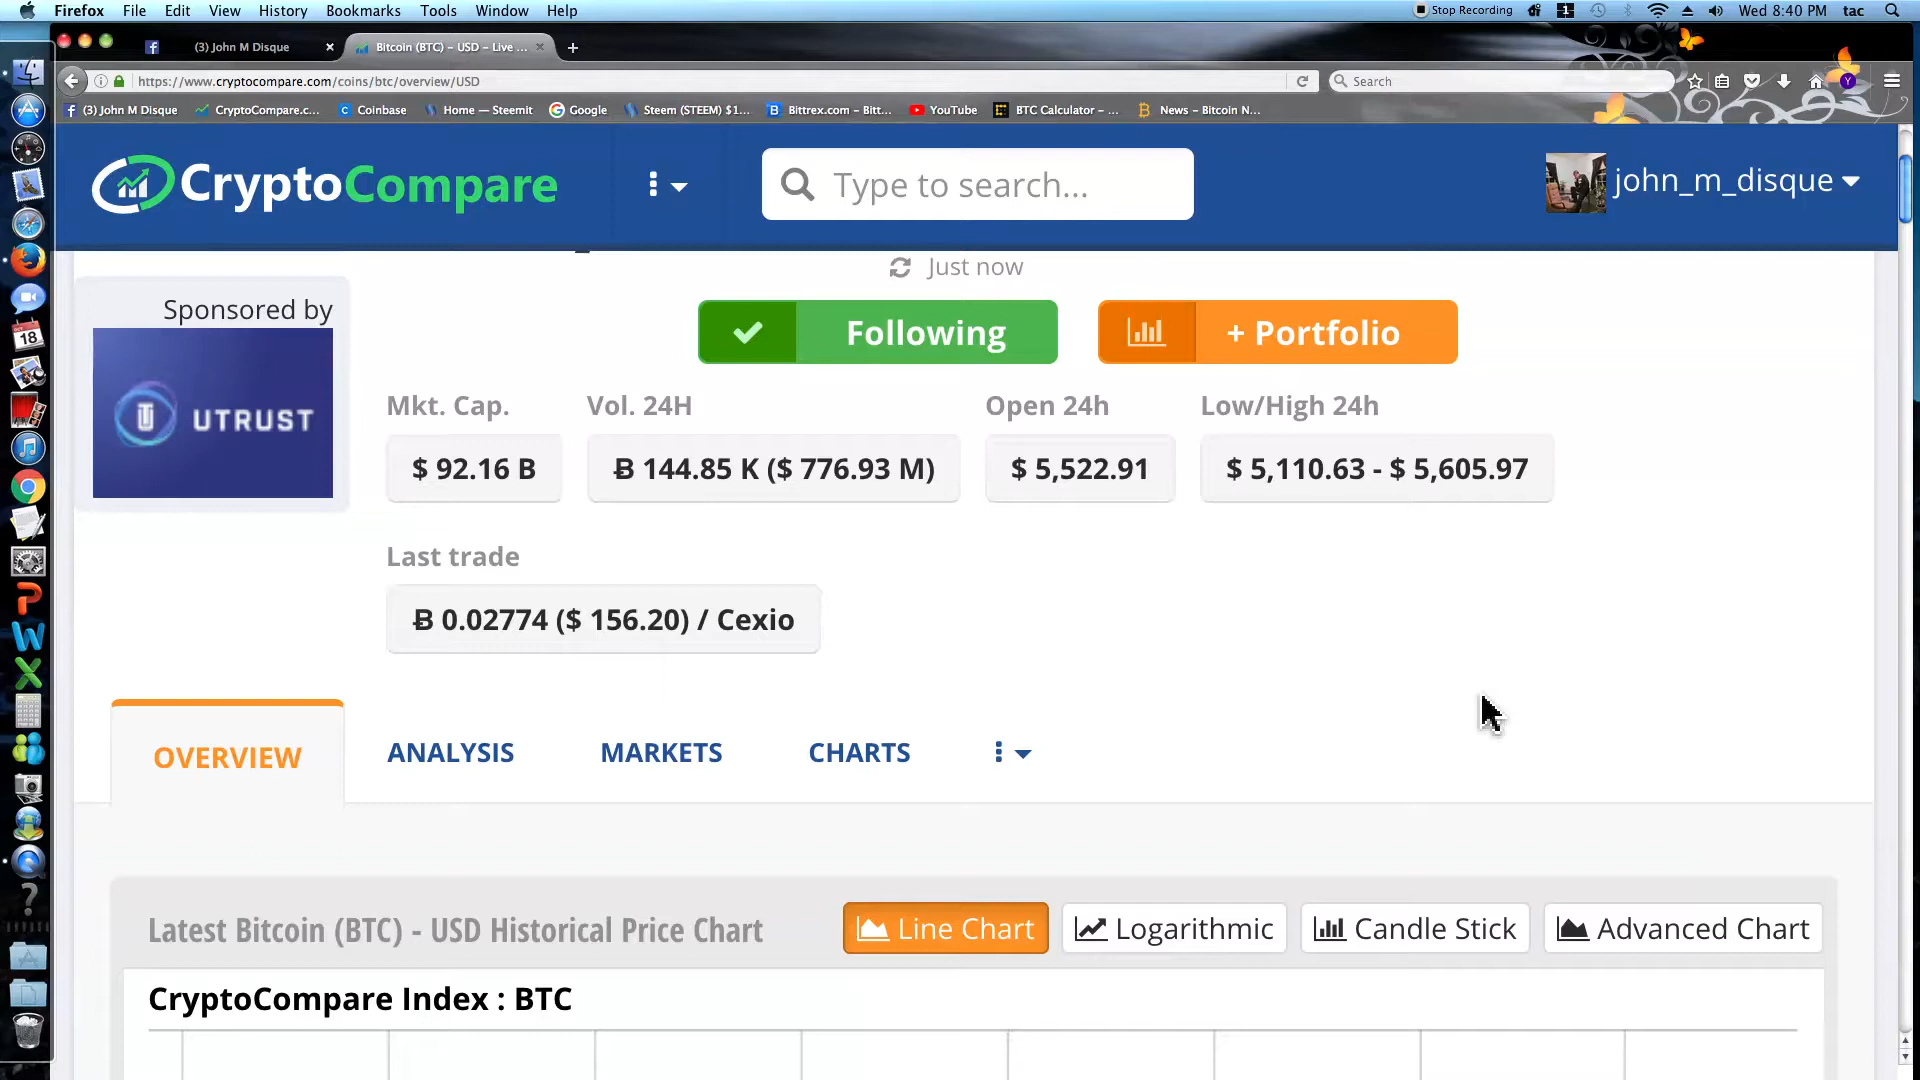 Firefox File Edit View History Bookmarks Tools Window Help Stop Recording 1 Wed 8:40 PM tac
(3) John M Disque Bitcoin (BTC) – USD – Live ...
https://www.cryptocompare.com/coins/btc/overview/USD Search
(3) John M Disque CryptoCompare.c... Coinbase Home — Steemit Google Steem (STEEM) $1... Bittrex.com – Bitt... YouTube BTC Calculator – ... News – Bitcoin N...
CryptoCompare Type to search... john_m_disque
Just now
Sponsored by
UTRUST
Following + Portfolio
Mkt. Cap. Vol. 24H Open 24h Low/High 24h
$ 92.16 B Ƀ 144.85 K ($ 776.93 M) $ 5,522.91 $ 5,110.63 - $ 5,605.97
Last trade
Ƀ 0.02774 ($ 156.20) / Cexio
OVERVIEW ANALYSIS MARKETS CHARTS
Latest Bitcoin (BTC) - USD Historical Price Chart Line Chart Logarithmic Candle Stick Advanced Chart
CryptoCompare Index : BTC
18